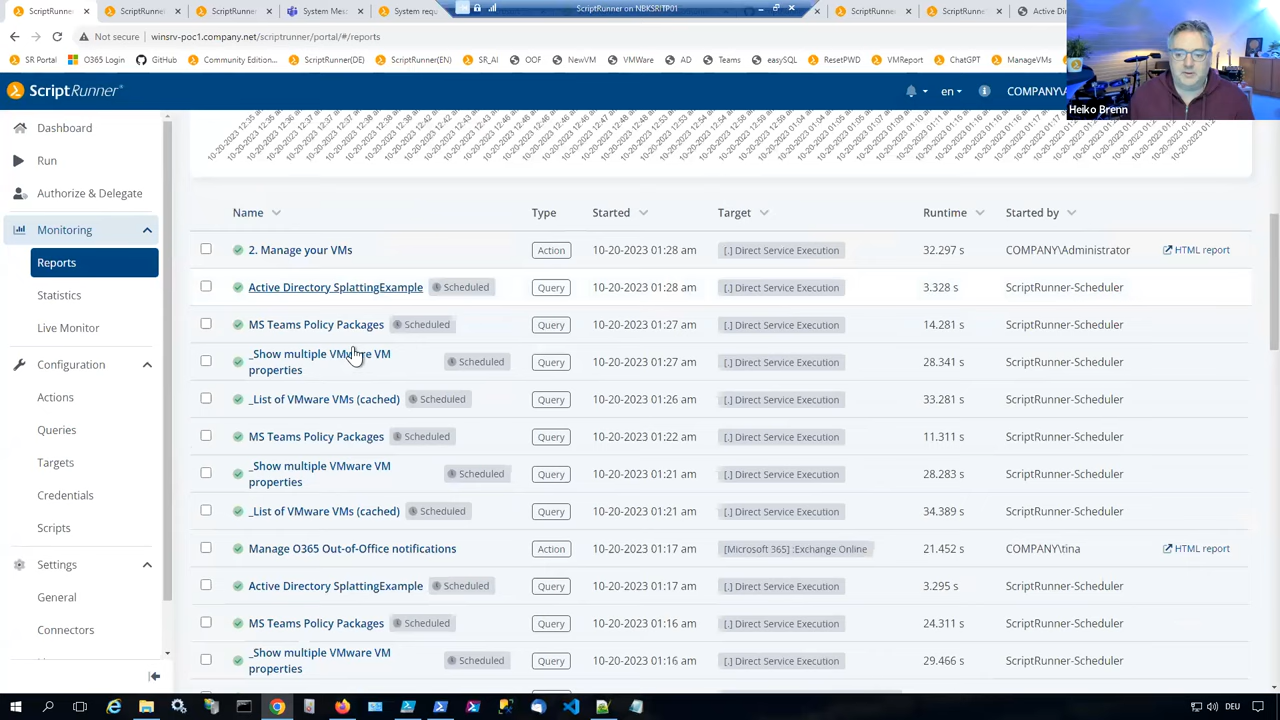 ScriptRunner
ScriptRunner
ScriptRunner
System Mess
System requ
ScriptRunner on NBKSRITP01
ScriptRunner
ScriptRunner
Active Di
Not secure
winsrv-poc1.company.net/scriptrunner/portal/#/reports
SR Portal
O365 Login
GitHub
Community Edition...
ScriptRunner(DE)
ScriptRunner(EN)
SR_AI
OOF
NewVM
VMWare
AD
Teams
easySQL
ResetPWD
VMReport
ChatGPT
ManageVMs
Heiko Brenn
ScriptRunner
en
COMPANY\
Dashboard
Run
Authorize & Delegate
Monitoring
Reports
Statistics
Live Monitor
Configuration
Actions
Queries
Targets
Credentials
Scripts
Settings
General
Connectors
Name Type Started Target Runtime Started by
2. Manage your VMs Action 10-20-2023 01:28 am [.] Direct Service Execution 32.297 s COMPANY\Administrator HTML report
Active Directory SplattingExample Scheduled Query 10-20-2023 01:28 am [.] Direct Service Execution 3.328 s ScriptRunner-Scheduler
MS Teams Policy Packages Scheduled Query 10-20-2023 01:27 am [.] Direct Service Execution 14.281 s ScriptRunner-Scheduler
_Show multiple VMware VM
properties Scheduled Query 10-20-2023 01:27 am [.] Direct Service Execution 28.341 s ScriptRunner-Scheduler
_List of VMware VMs (cached) Scheduled Query 10-20-2023 01:26 am [.] Direct Service Execution 33.281 s ScriptRunner-Scheduler
MS Teams Policy Packages Scheduled Query 10-20-2023 01:22 am [.] Direct Service Execution 11.311 s ScriptRunner-Scheduler
_Show multiple VMware VM
properties Scheduled Query 10-20-2023 01:21 am [.] Direct Service Execution 28.283 s ScriptRunner-Scheduler
_List of VMware VMs (cached) Scheduled Query 10-20-2023 01:21 am [.] Direct Service Execution 34.389 s ScriptRunner-Scheduler
Manage O365 Out-of-Office notifications Action 10-20-2023 01:17 am [Microsoft 365] :Exchange Online 21.452 s COMPANY\tina HTML report
Active Directory SplattingExample Scheduled Query 10-20-2023 01:17 am [.] Direct Service Execution 3.295 s ScriptRunner-Scheduler
MS Teams Policy Packages Scheduled Query 10-20-2023 01:16 am [.] Direct Service Execution 24.311 s ScriptRunner-Scheduler
_Show multiple VMware VM
properties Scheduled Query 10-20-2023 01:16 am [.] Direct Service Execution 29.466 s ScriptRunner-Scheduler
DEU